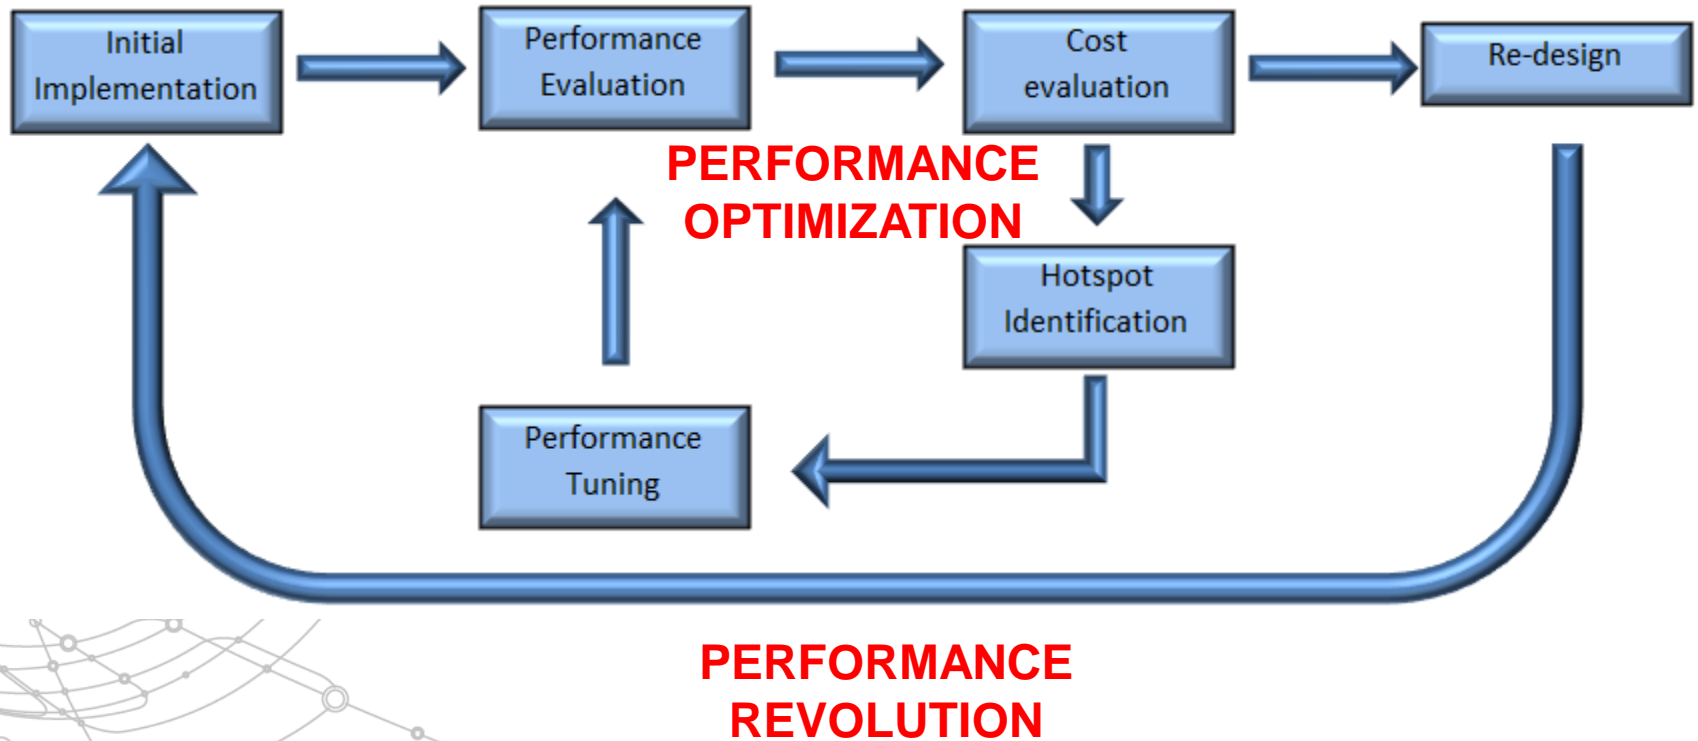 Initial
Implementation
Performance
Evaluation
Cost
evaluation
Re-design
PERFORMANCE
OPTIMIZATION
Hotspot
Identification
Performance
Tuning
PERFORMANCE
REVOLUTION